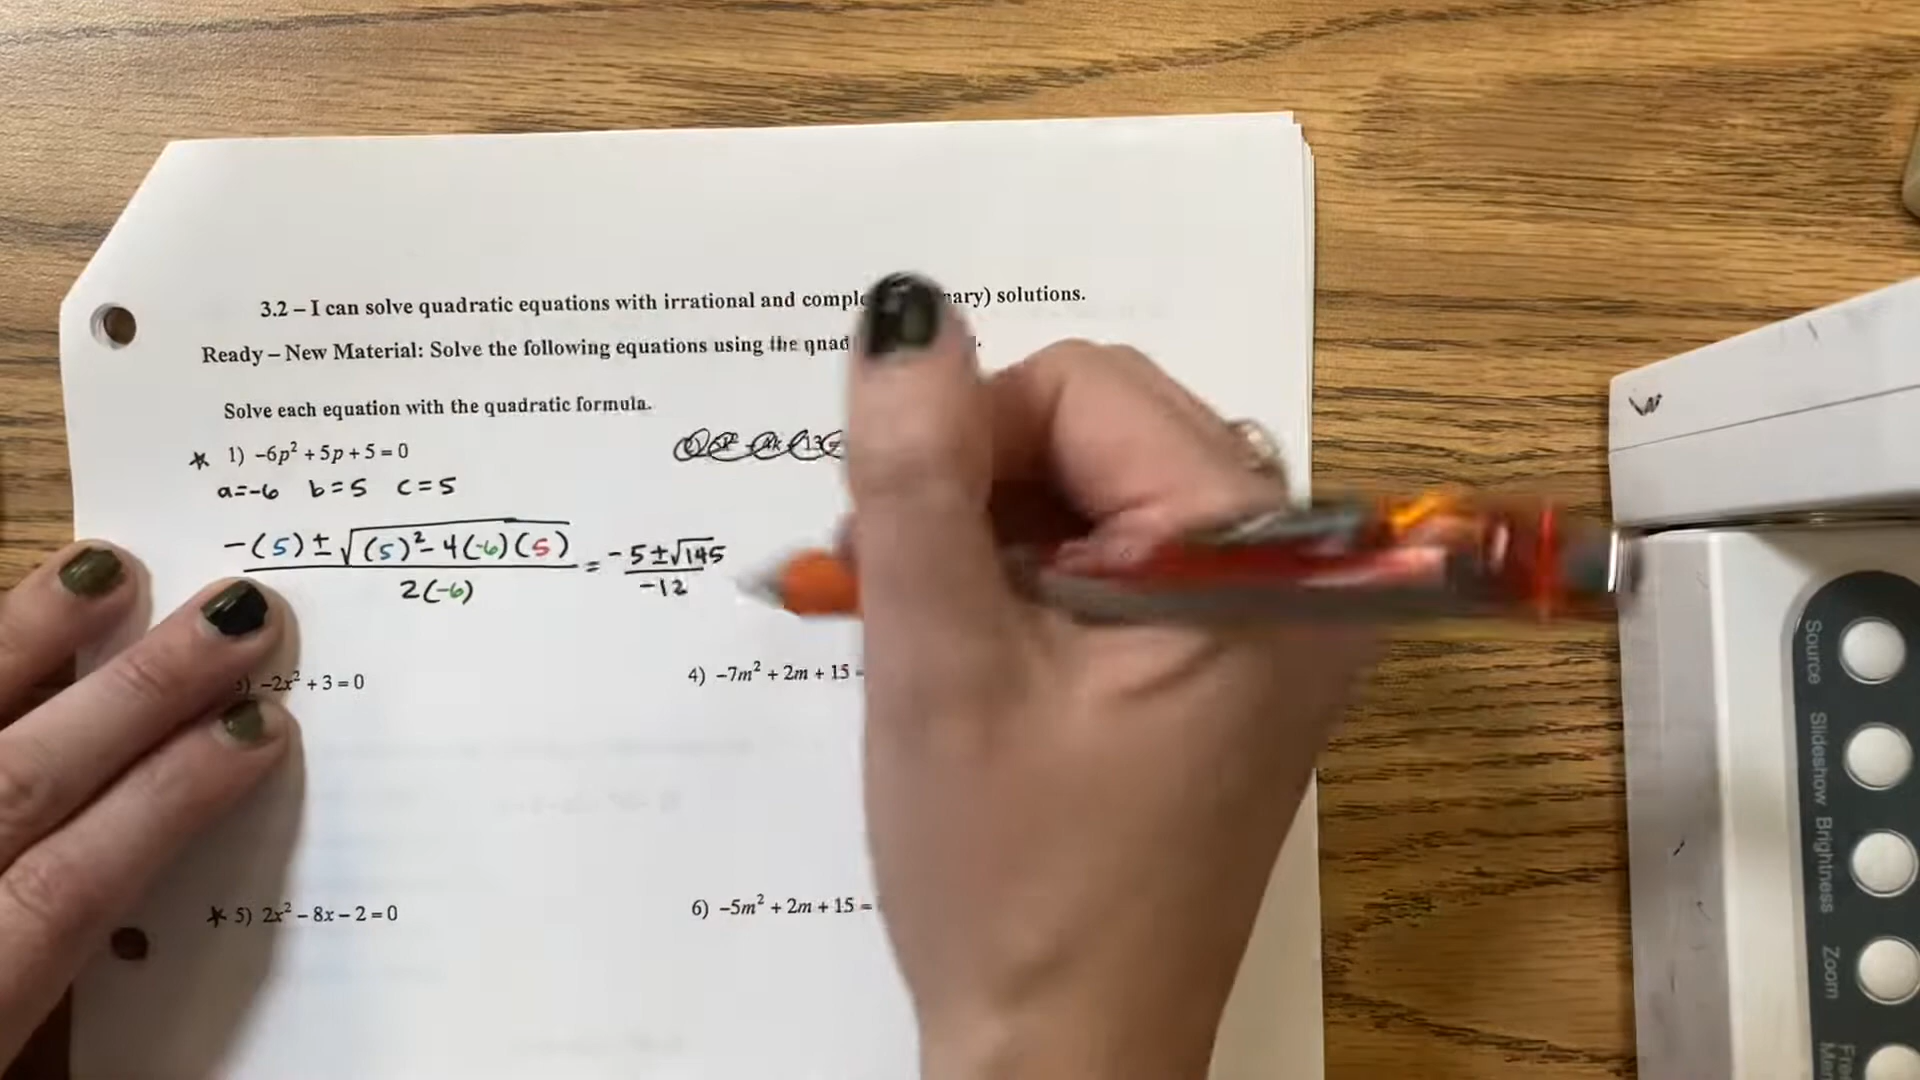 3.2 – I can solve quadratic equations with irrational and solutions.
Ready – New Material: Solve the following equations using the
Solve each equation with the quadratic formula.
* 1) -6p² + 5p + 5 = 0
a=-6 b=5 c=5
-(5)±√(5)²-4(-6)(5) = -5±√145
2(-6) -12
-2x² + 3 = 0
4) -7m² + 2m + 15
* 5) 2x² – 8x – 2 = 0
6) -5m² + 2m + 15 =
Source
Slideshow
Brightness
Zoom